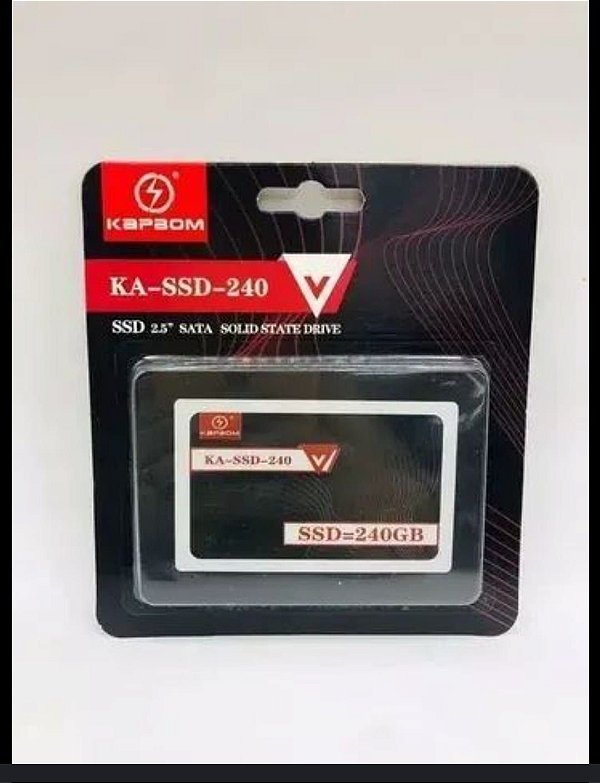 ®
KAPBOM
KA-SSD-240
V
SSD 2.5" SATA SOLID STATE DRIVE
KAPBOM
KA-SSD-240
V
SSD=240GB